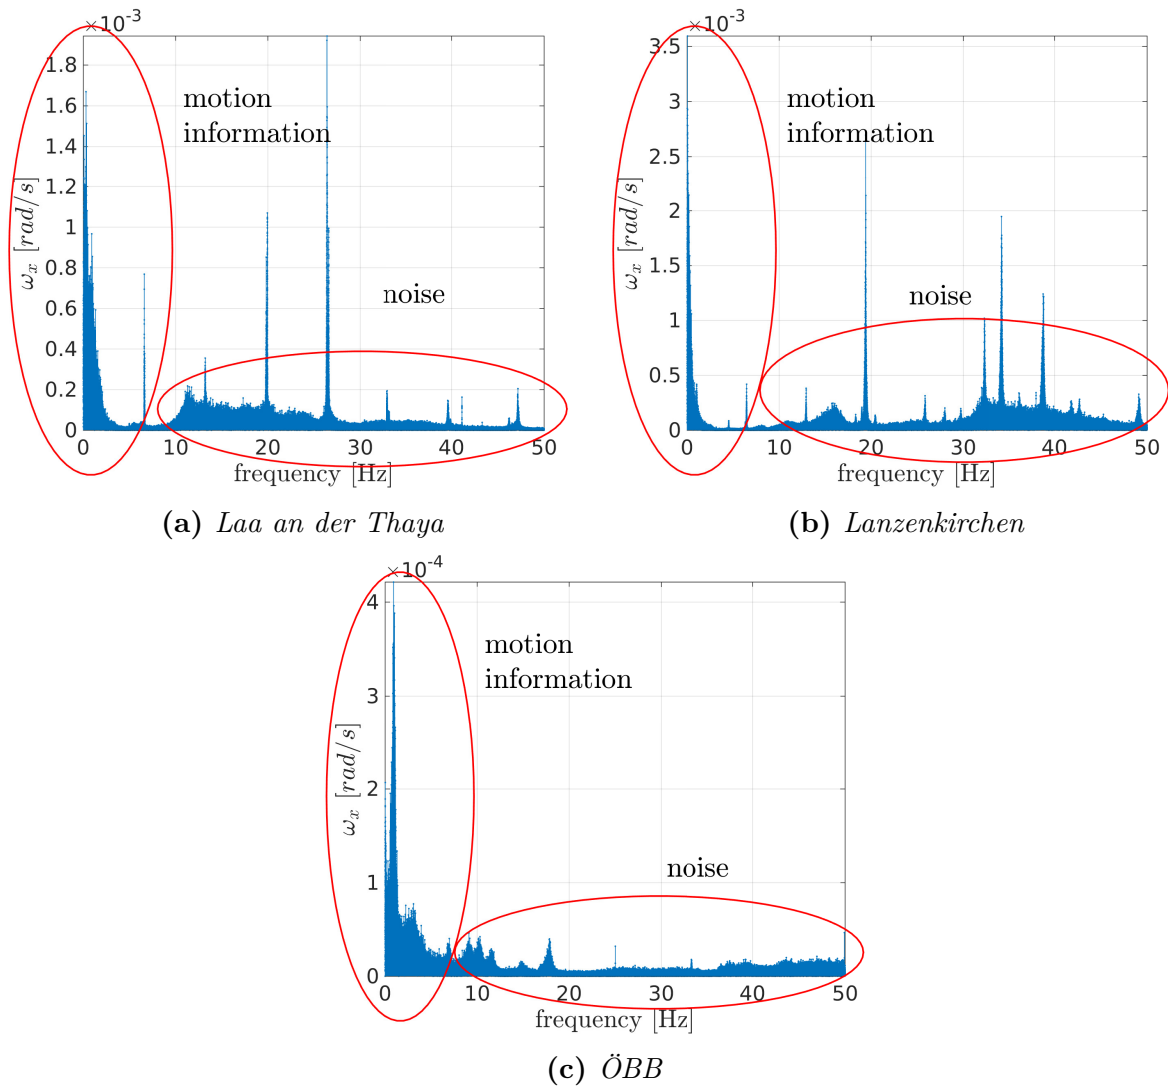 ×10⁻³
1.8
1.6
1.4
1.2
1
0.8
0.6
0.4
0.2
0
0 10 20 30 40 50
ωₓ [rad/s]
motion
information
noise
frequency [Hz]
(a) Laa an der Thaya
×10⁻³
3.5
3
2.5
2
1.5
1
0.5
0
0 10 20 30 40 50
ωₓ [rad/s]
motion
information
noise
frequency [Hz]
(b) Lanzenkirchen
×10⁻⁴
4
3
2
1
0
0 10 20 30 40 50
ωₓ [rad/s]
motion
information
noise
frequency [Hz]
(c) ÖBB